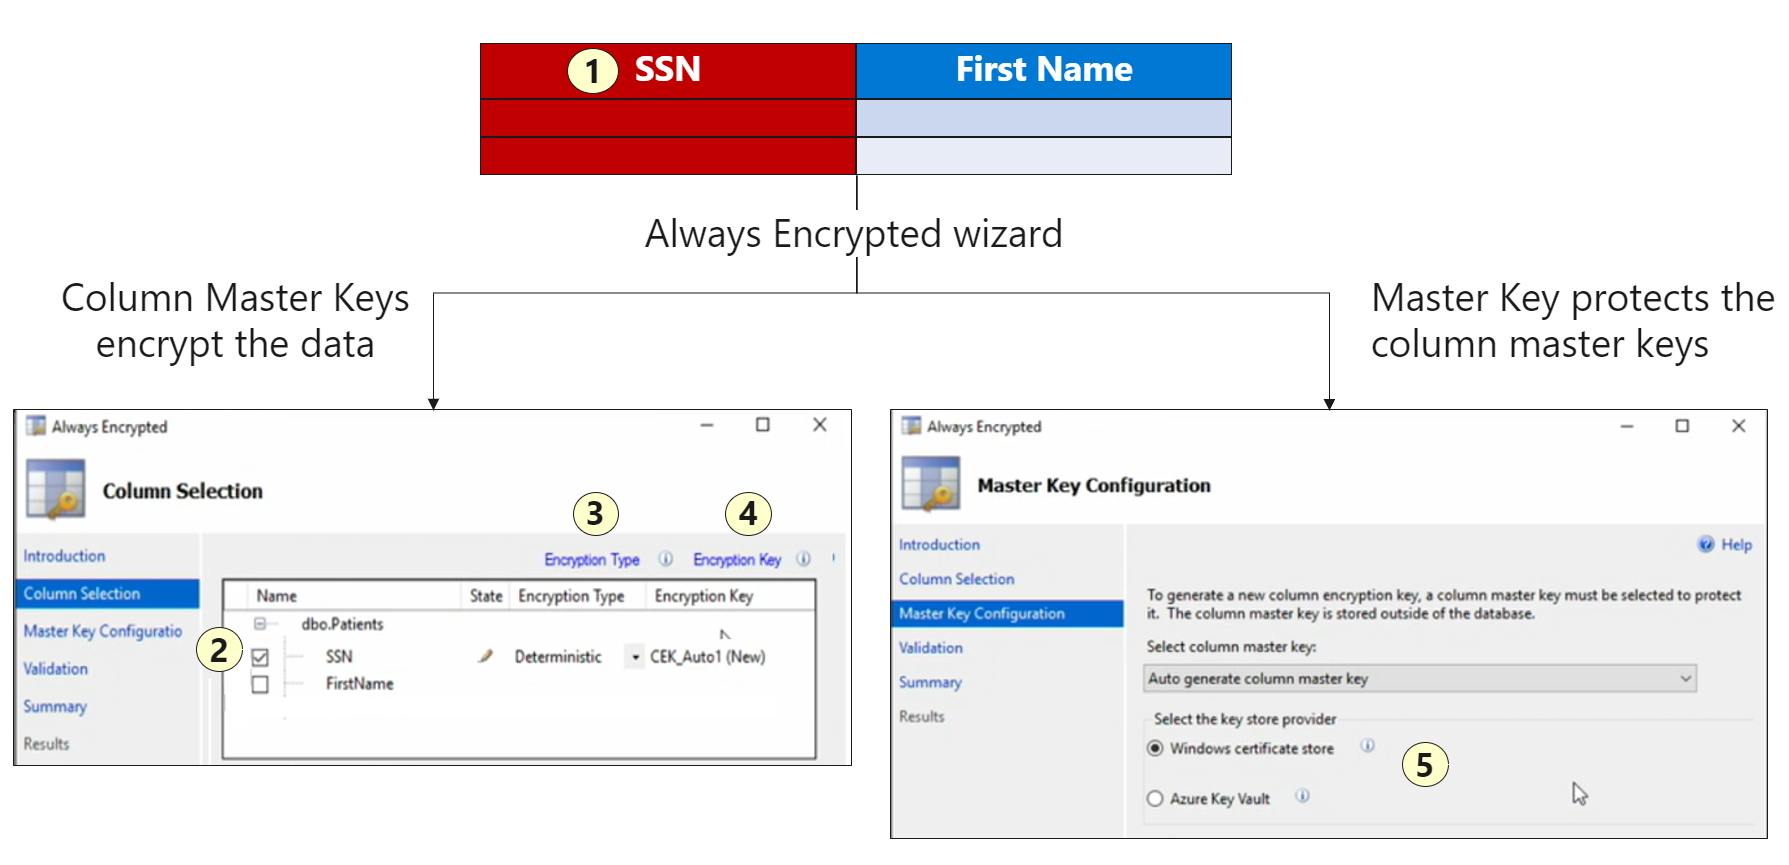 1 SSN First Name
Always Encrypted wizard
Column Master Keys
encrypt the data
Master Key protects the
column master keys
Always Encrypted
Column Selection
3 4
Encryption Type Encryption Key
Introduction
Column Selection
Master Key Configuratio
Validation
Summary
Results
Name State Encryption Type Encryption Key
dbo.Patients
2 SSN Deterministic CEK_Auto1 (New)
FirstName
Always Encrypted
Master Key Configuration
Introduction
Column Selection
Master Key Configuration
Validation
Summary
Results
Help
To generate a new column encryption key, a column master key must be selected to protect
it. The column master key is stored outside of the database.
Select column master key:
Auto generate column master key
Select the key store provider
Windows certificate store
5
Azure Key Vault